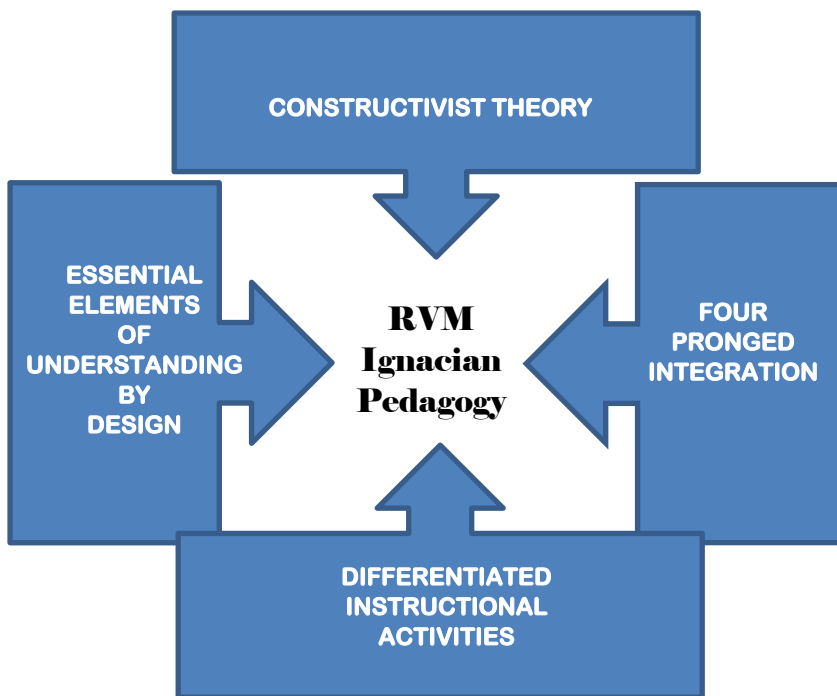 CONSTRUCTIVIST THEORY
ESSENTIAL
ELEMENTS
OF
UNDERSTANDING
BY
DESIGN
RVM
Ignacian
Pedagogy
FOUR
PRONGED
INTEGRATION
DIFFERENTIATED
INSTRUCTIONAL
ACTIVITIES